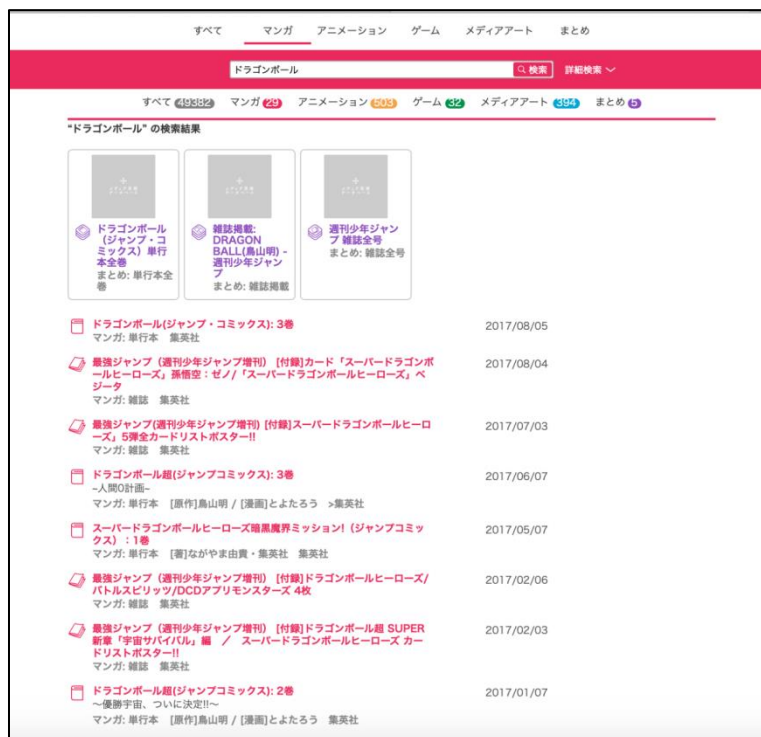 すべて マンガ アニメーション ゲーム メディアアート まとめ
ドラゴンボール 検索 詳細検索
すべて 49382 マンガ 29 アニメーション 503 ゲーム 32 メディアアート 394 まとめ 5
"ドラゴンボール" の検索結果
ドラゴンボール
(ジャンプ・コ
ミックス)単行
本全巻
まとめ: 単行本全
巻
雑誌掲載:
DRAGON
BALL(鳥山明) -
週刊少年ジャン
プ
まとめ: 雑誌掲載
週刊少年ジャン
プ 雑誌全号
まとめ: 雑誌全号
ドラゴンボール(ジャンプ・コミックス): 3巻 2017/08/05
マンガ: 単行本 集英社
最強ジャンプ(週刊少年ジャンプ増刊) [付録]カード「スーパードラゴンボ 2017/08/04
ールヒーローズ」孫悟空:ゼノ/「スーパードラゴンボールヒーローズ」ベ
ジータ
マンガ: 雑誌 集英社
最強ジャンプ(週刊少年ジャンプ増刊) [付録]スーパードラゴンボールヒーロ 2017/07/03
ーズ」5弾全カードリストポスター!!
マンガ: 雑誌 集英社
ドラゴンボール超(ジャンプコミックス): 3巻 2017/06/07
−人間0計画−
マンガ: 単行本 [原作]鳥山明 / [漫画]とよたろう >集英社
スーパードラゴンボールヒーローズ暗黒魔界ミッション!(ジャンプコミッ 2017/05/07
クス):1巻
マンガ: 単行本 [著]ながやま由貴・集英社 集英社
最強ジャンプ(週刊少年ジャンプ増刊) [付録]ドラゴンボールヒーローズ/ 2017/02/06
バトルスピリッツ/DCDアプリモンスターズ 4枚
マンガ: 雑誌 集英社
最強ジャンプ(週刊少年ジャンプ増刊) [付録]ドラゴンボール超 SUPER 2017/02/03
新章「宇宙サバイバル」編 / スーパードラゴンボールヒーローズ カー
ドリストポスター!!
マンガ: 雑誌 集英社
ドラゴンボール超(ジャンプコミックス): 2巻 2017/01/07
〜優勝宇宙、ついに決定!!〜
マンガ: 単行本 [原作]鳥山明 / [漫画]とよたろう 集英社